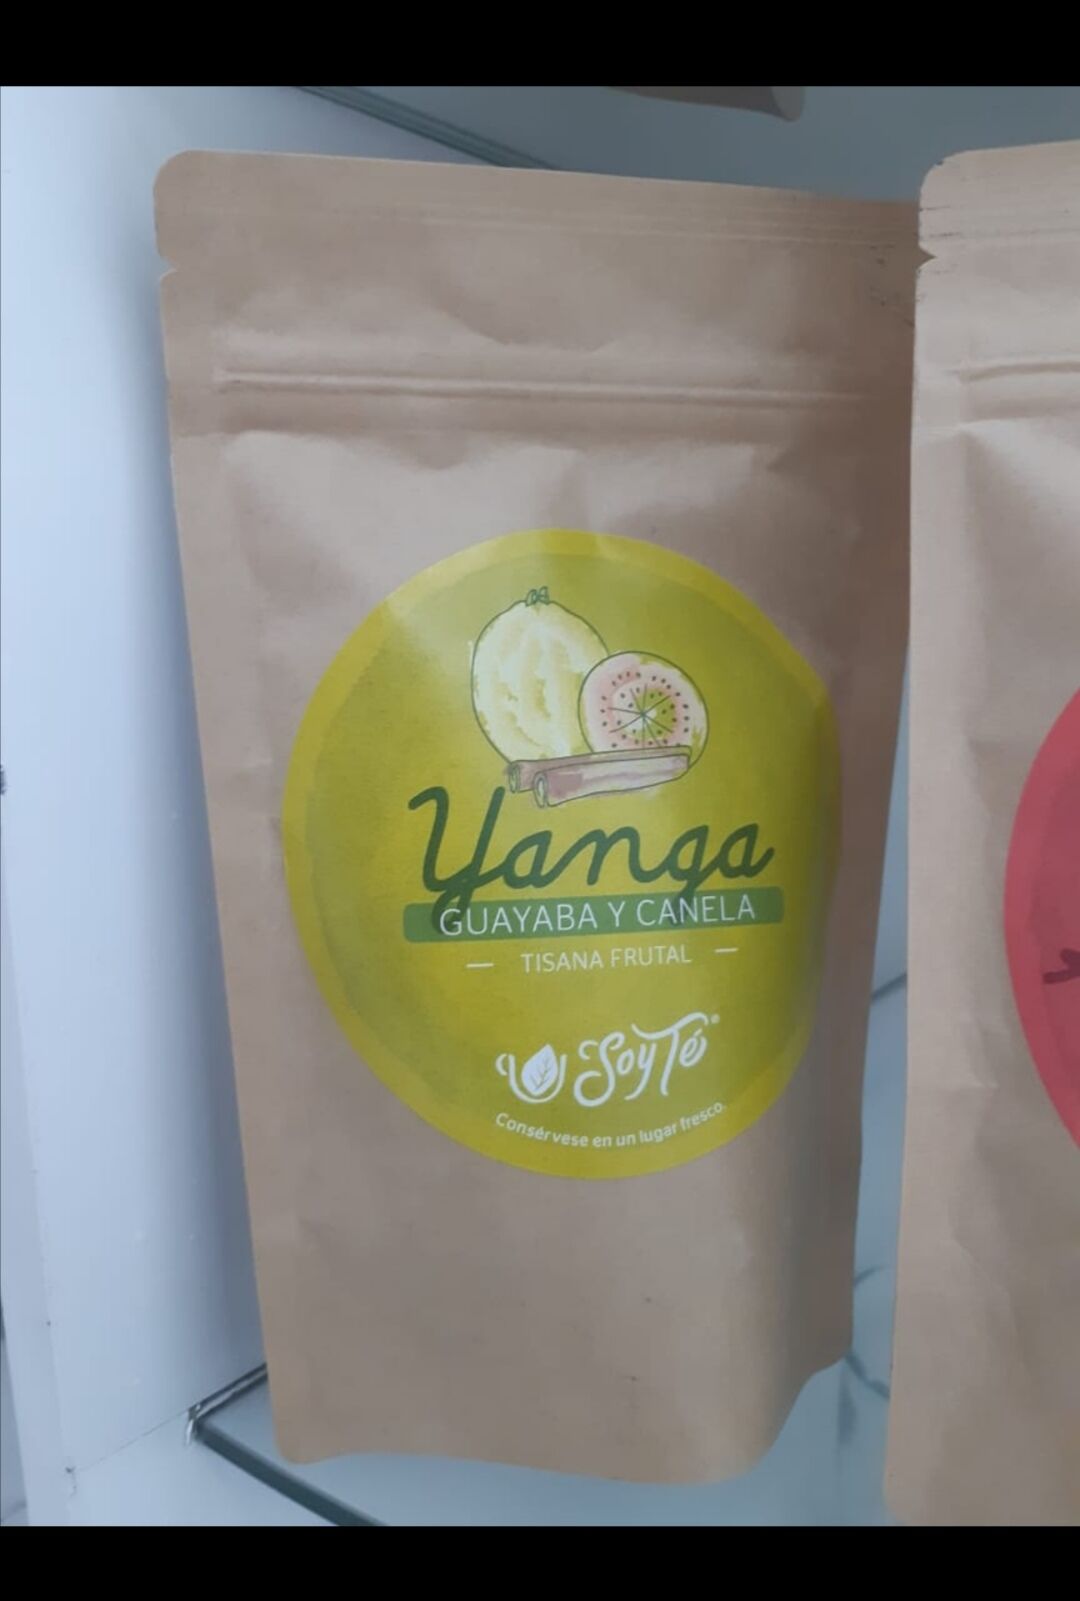 Yanga
GUAYABA Y CANELA
TISANA FRUTAL
SoyTé®
Consérvese en un lugar fresco.